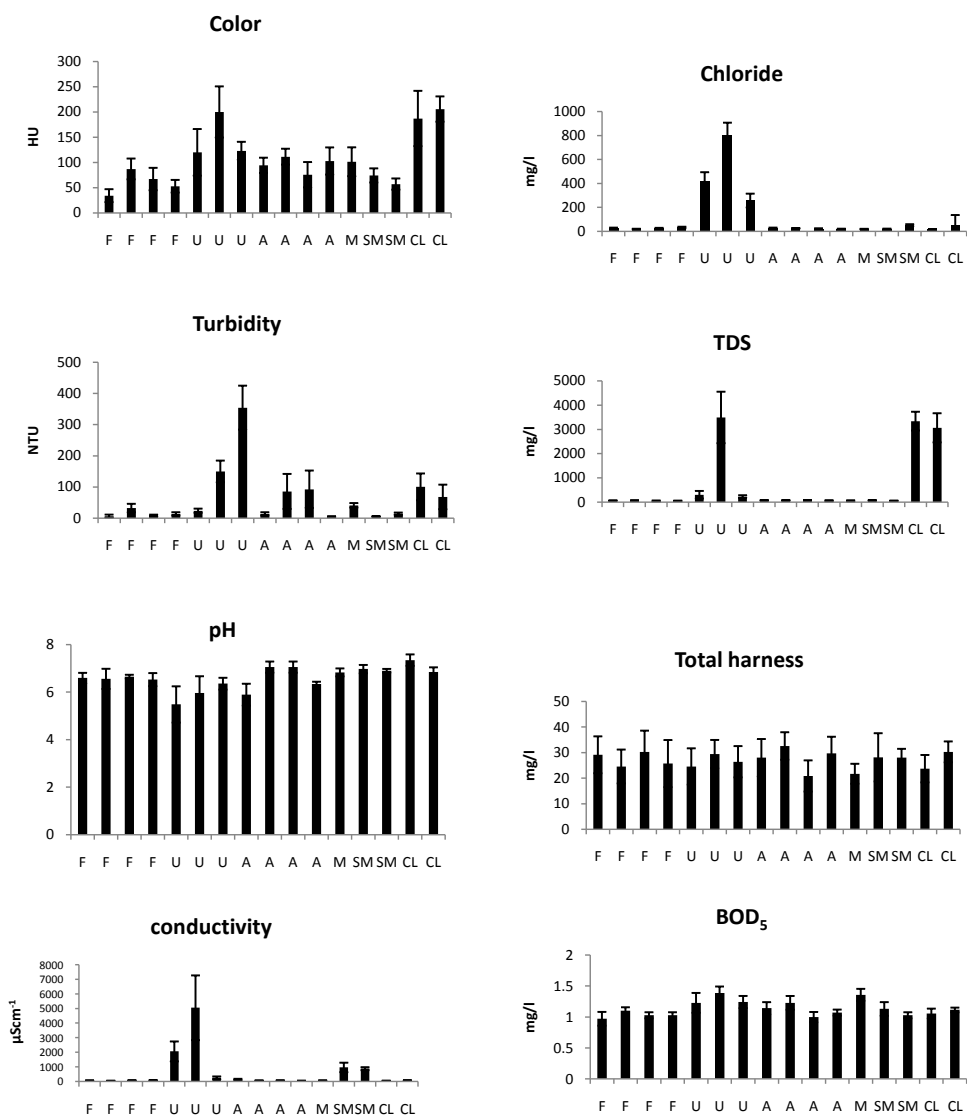 Color
300
250
200
150
100
50
0
HU
F F F F U U U A A A A M SM SM CL CL
Chloride
1000
800
600
400
200
0
mg/l
F F F F U U U A A A A M SM SM CL CL
Turbidity
500
400
300
200
100
0
NTU
F F F F U U U A A A A M SM SM CL CL
TDS
5000
4000
3000
2000
1000
0
mg/l
F F F F U U U A A A A M SM SM CL CL
pH
8
6
4
2
0
F F F F U U U A A A A M SM SM CL CL
Total harness
50
40
30
20
10
0
mg/l
F F F F U U U A A A A M SM SM CL CL
conductivity
8000
7000
6000
5000
4000
3000
2000
1000
0
µScm⁻¹
F F F F U U U A A A A M SM SM CL CL
BOD₅
2
1.5
1
0.5
0
mg/l
F F F F U U U A A A A M SM SM CL CL